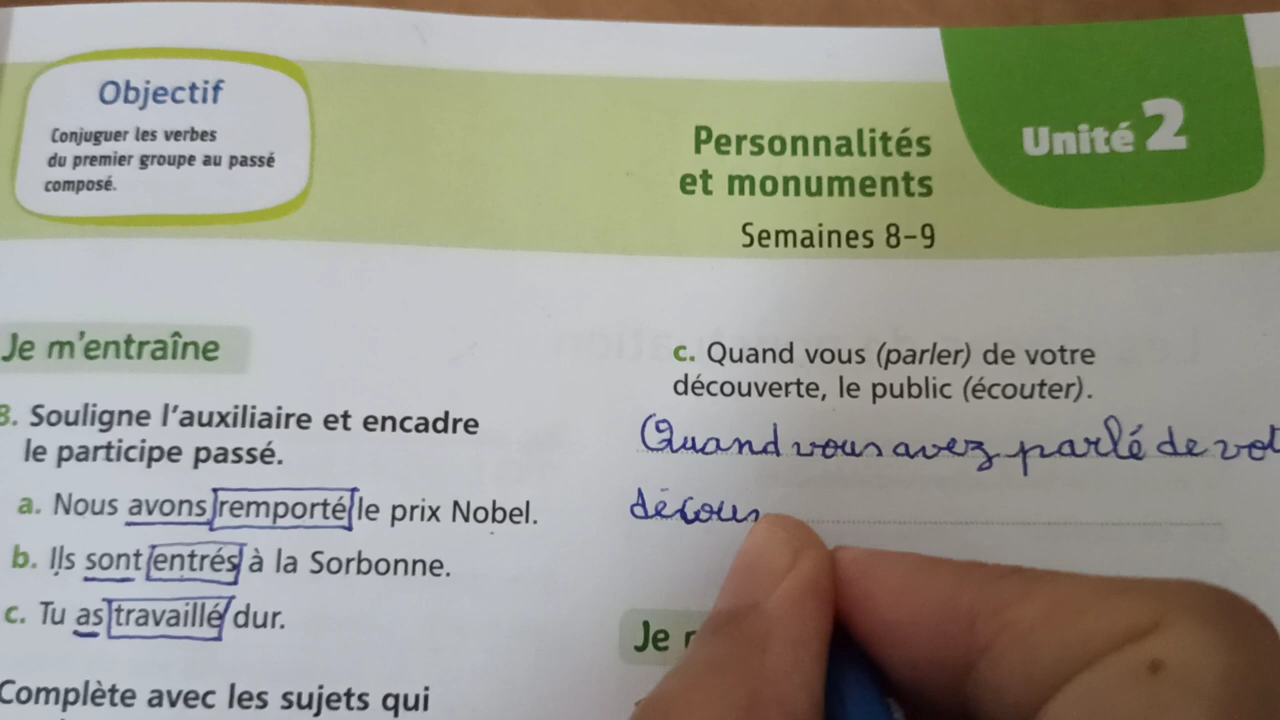 Objectif
Conjuguer les verbes
du premier groupe au passé
composé.
Personnalités
et monuments
Semaines 8-9
Unité 2
Je m'entraîne
3. Souligne l'auxiliaire et encadre
le participe passé.
a. Nous avons remporté le prix Nobel.
b. Ils sont entrés à la Sorbonne.
c. Tu as travaillé dur.
Complète avec les sujets qui
c. Quand vous (parler) de votre
découverte, le public (écouter).
Quand vous avez parlé de vot
décou
Je